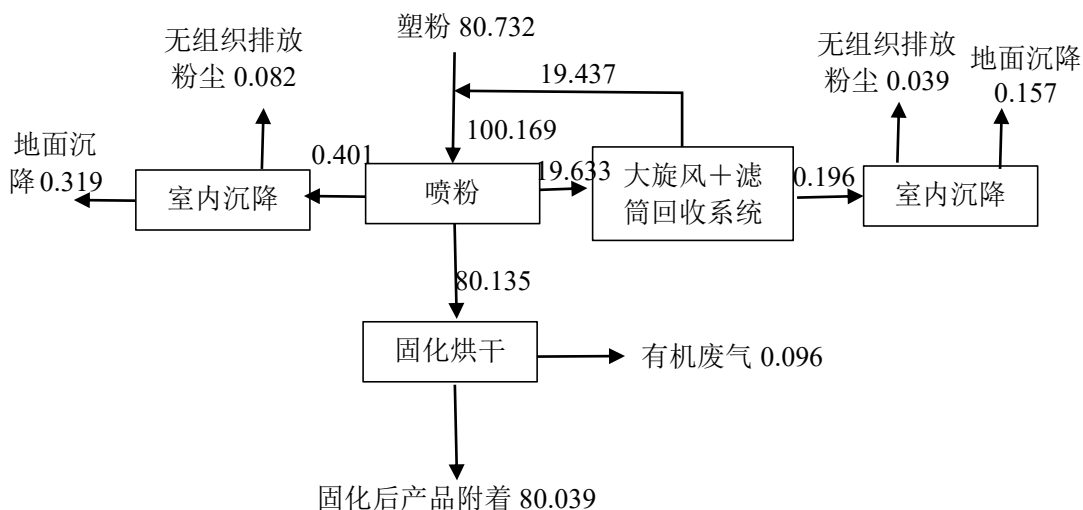 塑粉 80.732
无组织排放
粉尘 0.082
19.437
无组织排放
粉尘 0.039
地面沉降
0.157
100.169
地面沉
降 0.319
0.401
室内沉降
喷粉
19.633
大旋风＋滤
筒回收系统
0.196
室内沉降
80.135
固化烘干
有机废气 0.096
固化后产品附着 80.039